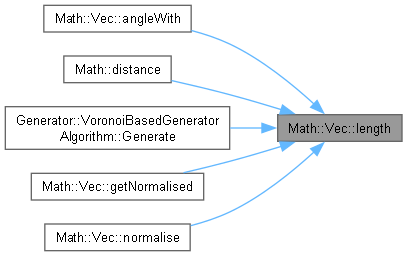 Math::Vec::angleWith
Math::distance
Generator::VoronoiBasedGenerator
Algorithm::Generate
Math::Vec::length
Math::Vec::getNormalised
Math::Vec::normalise